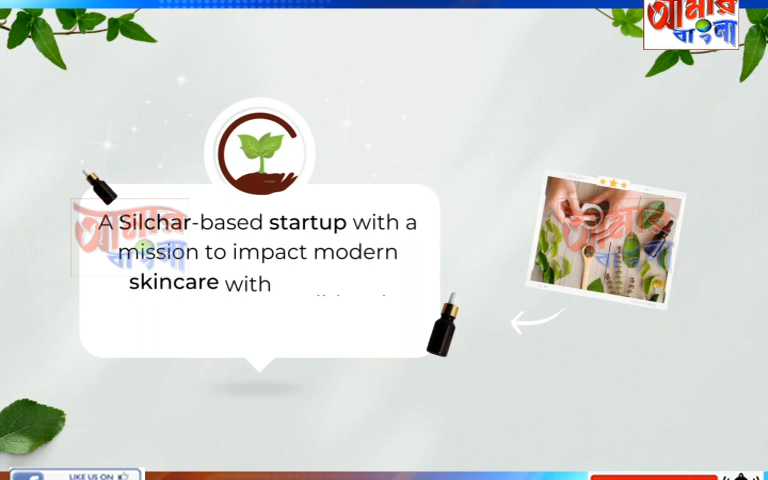 আমার
বাংলা
A Silchar-based startup with a
mission to impact modern
skincare with
LIKE US ON